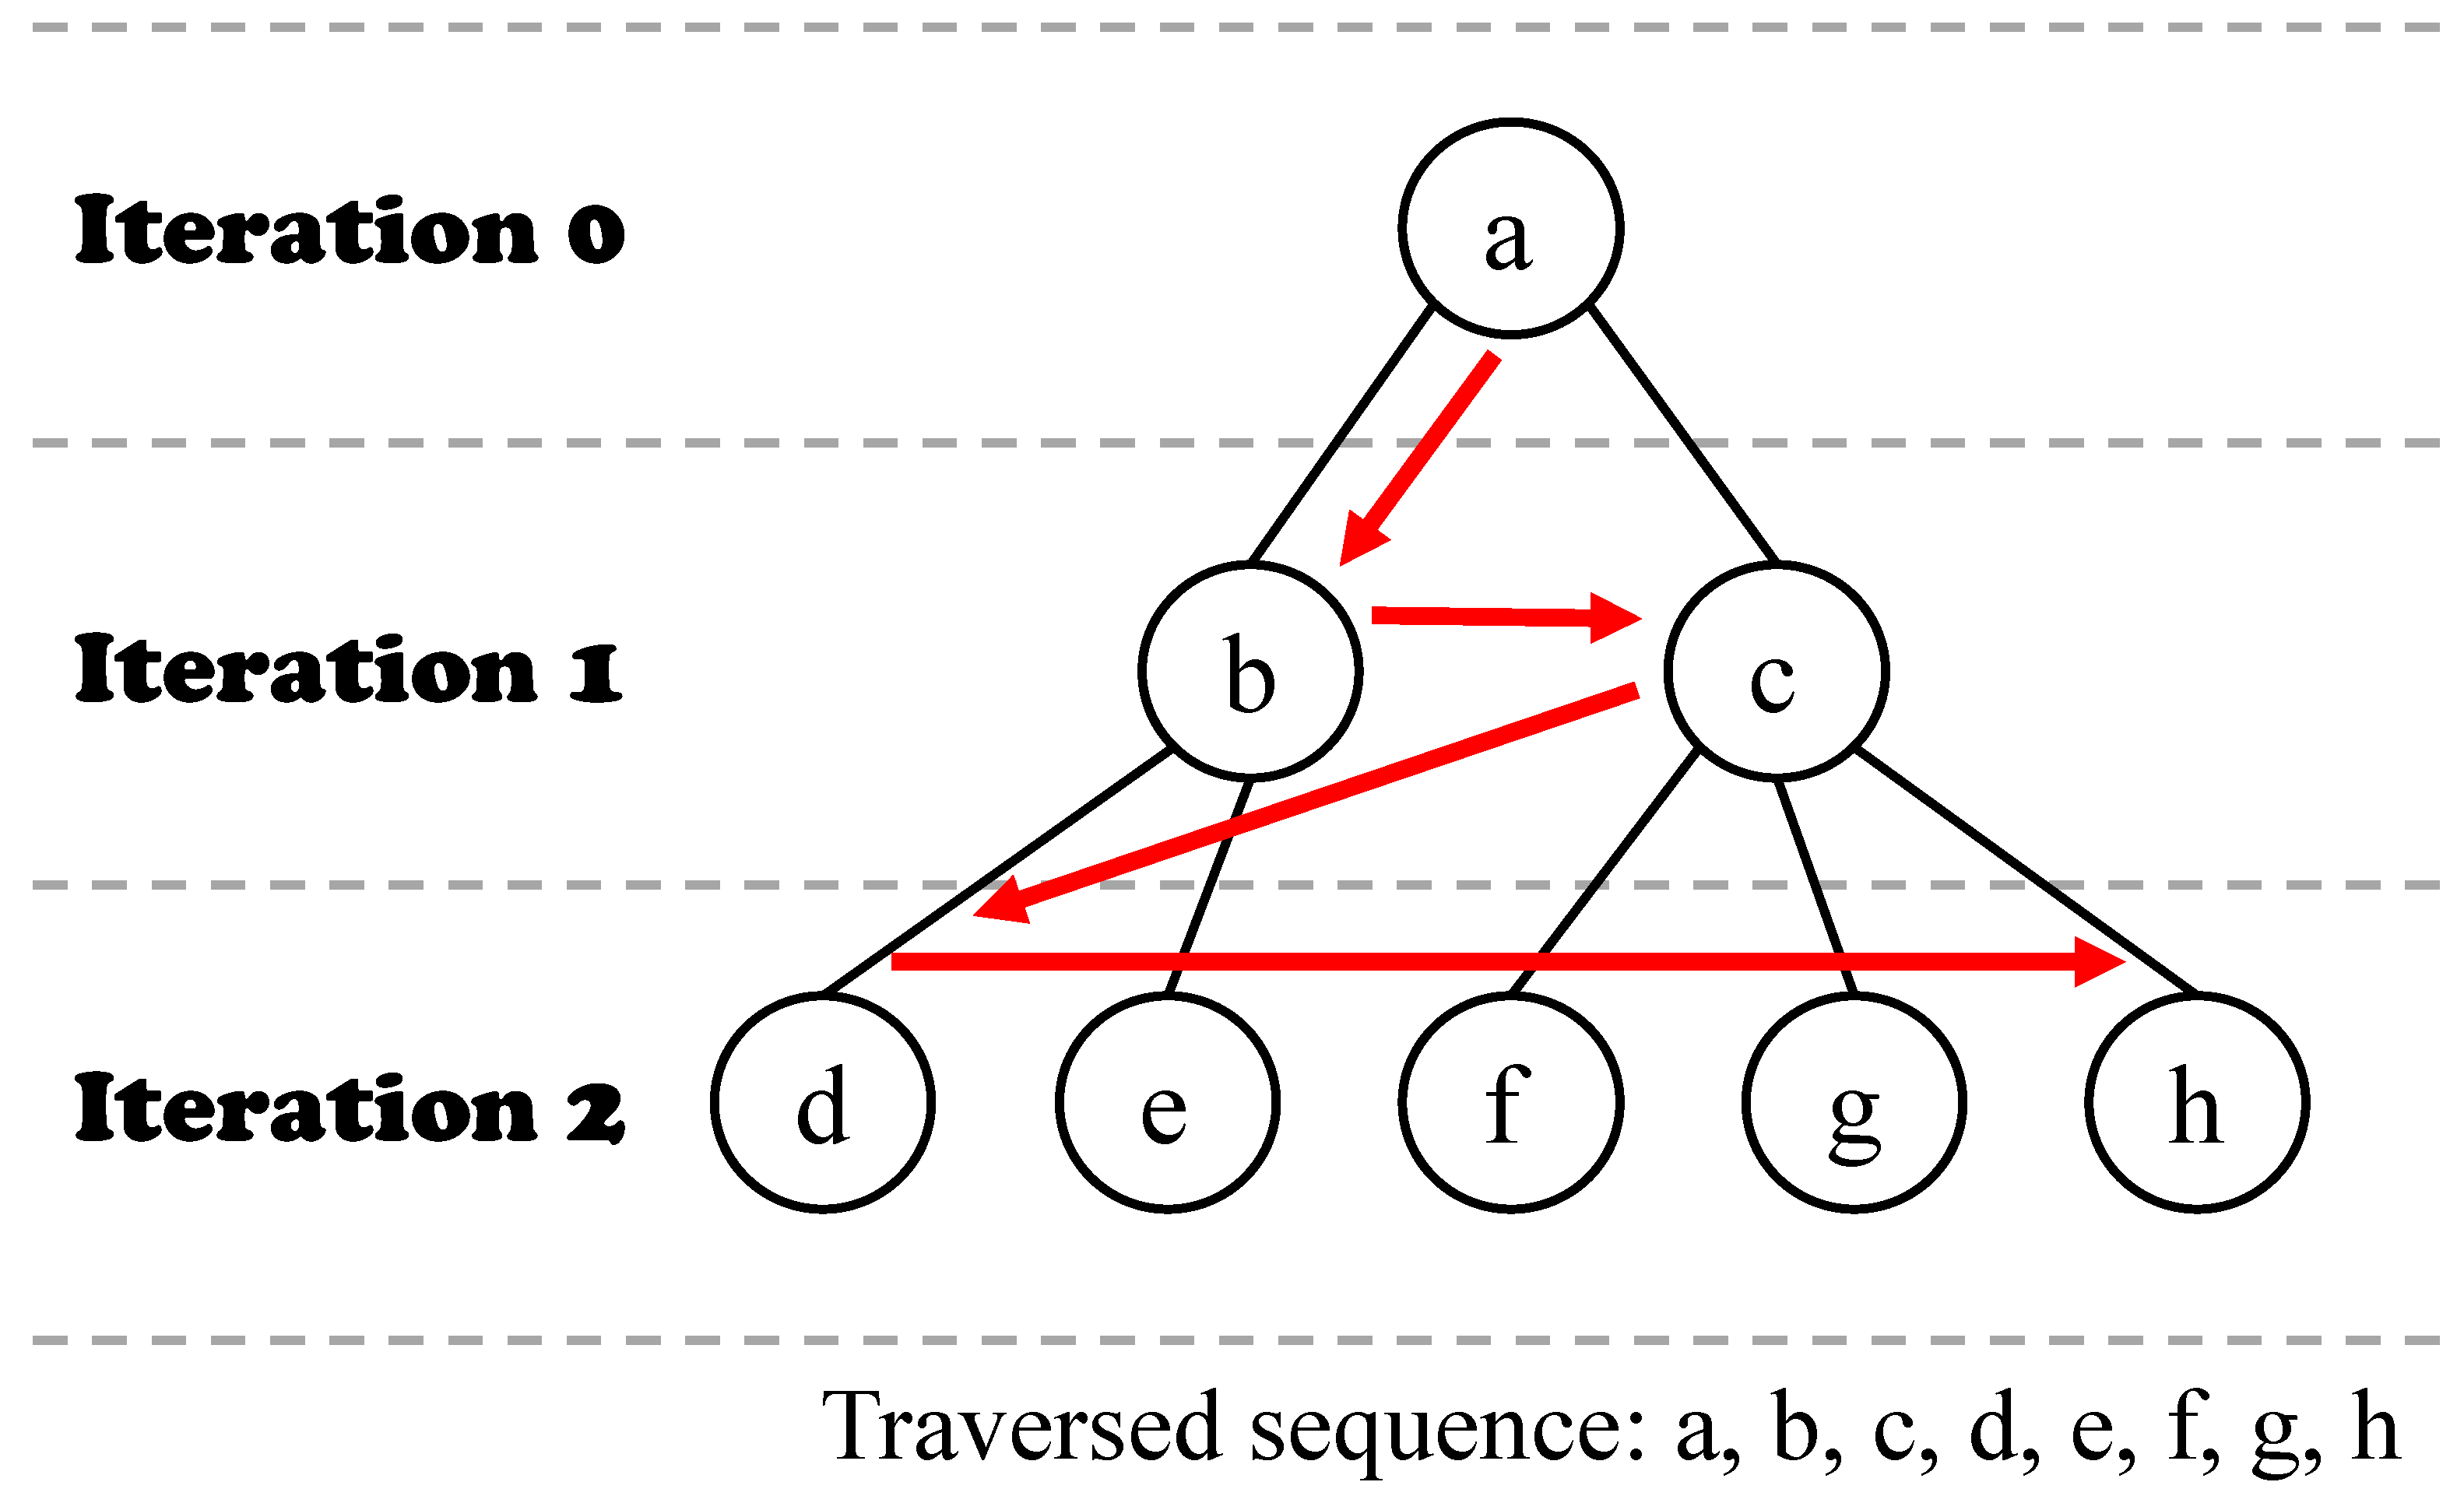 Iteration 0
a
Iteration 1
b
c
Iteration 2
d
e
f
g
h
Traversed sequence: a, b, c, d, e, f, g, h